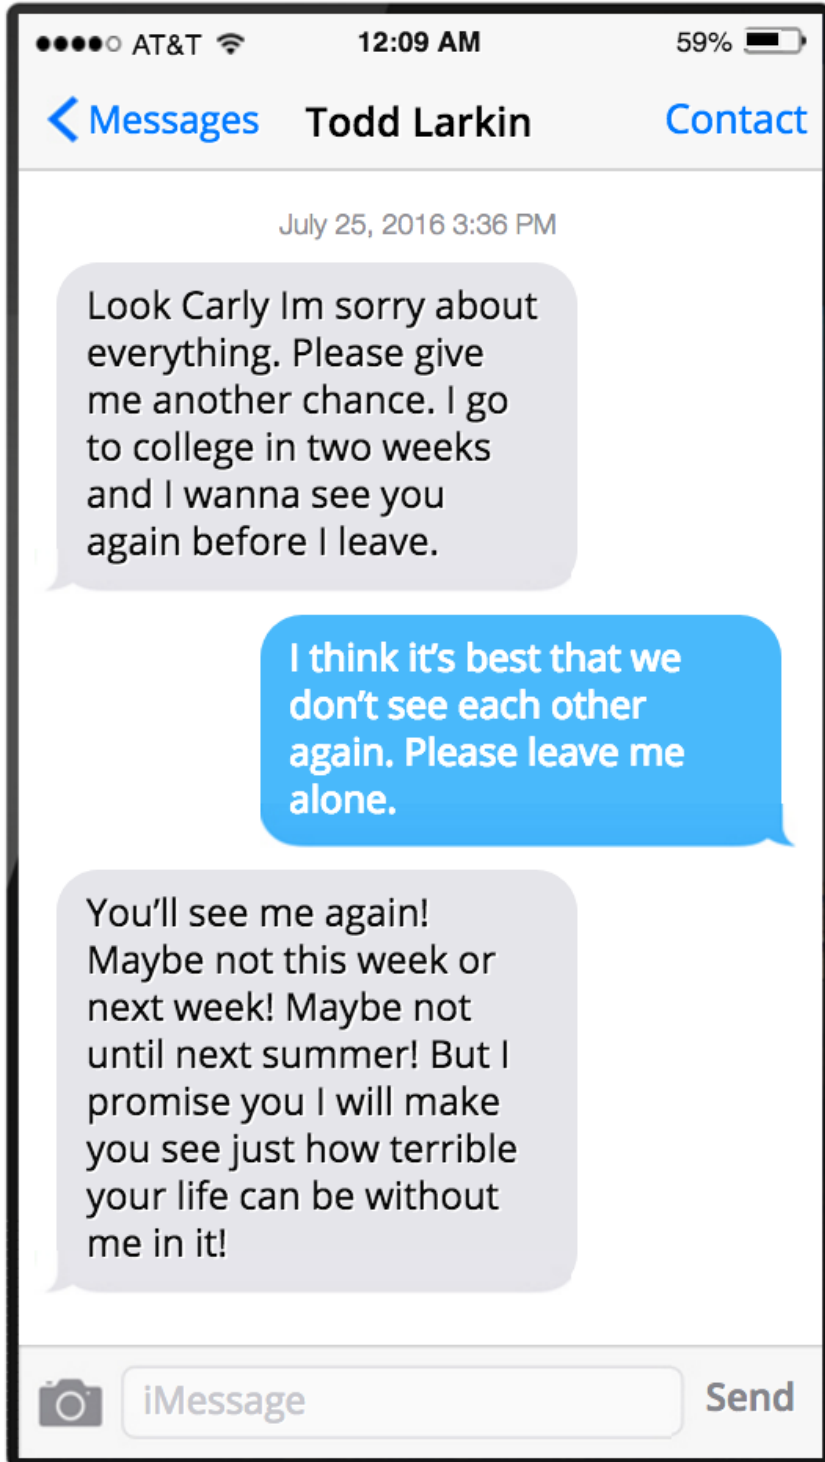 AT&T 12:09 AM 59%
Messages Todd Larkin Contact
July 25, 2016 3:36 PM
Look Carly Im sorry about
everything. Please give
me another chance. I go
to college in two weeks
and I wanna see you
again before I leave.
I think it’s best that we
don’t see each other
again. Please leave me
alone.
You’ll see me again!
Maybe not this week or
next week! Maybe not
until next summer! But I
promise you I will make
you see just how terrible
your life can be without
me in it!
iMessage Send